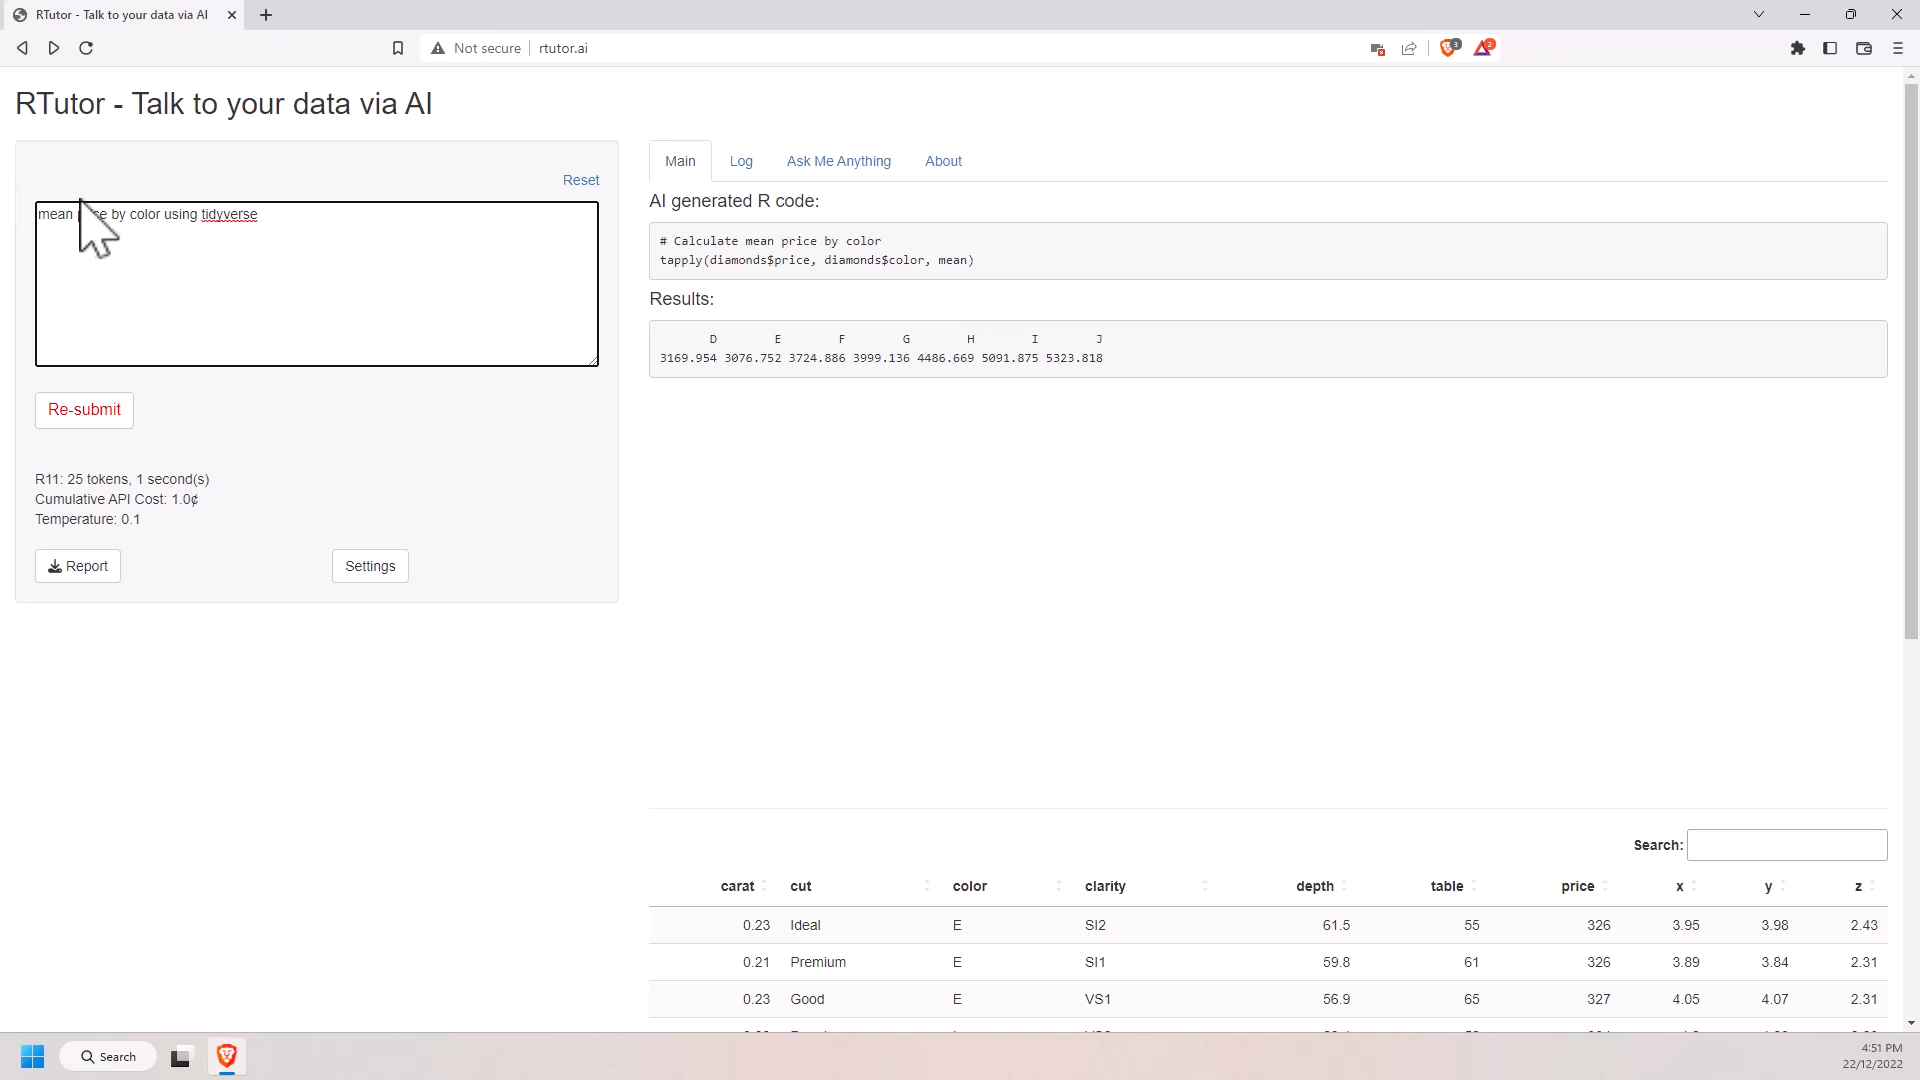 RTutor - Talk to your data via AI
Not secure
rtutor.ai
3
2
RTutor - Talk to your data via AI
Reset
mean by color using tidyverse
Re-submit
R11: 25 tokens, 1 second(s)
Cumulative API Cost: 1.0¢
Temperature: 0.1
Report
Settings
Main
Log
Ask Me Anything
About
AI generated R code:
# Calculate mean price by color
tapply(diamonds$price, diamonds$color, mean)
Results:
D E F G H I J
3169.954 3076.752 3724.886 3999.136 4486.669 5091.875 5323.818
Search:
carat cut color clarity depth table price x y z
0.23 Ideal E SI2 61.5 55 326 3.95 3.98 2.43
0.21 Premium E SI1 59.8 61 326 3.89 3.84 2.31
0.23 Good E VS1 56.9 65 327 4.05 4.07 2.31
Search
4:51 PM
22/12/2022